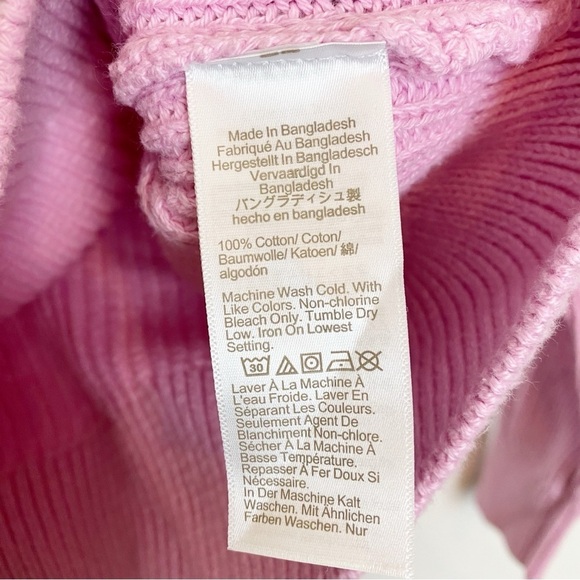 Made In Bangladesh
Fabriqué Au Bangladesh
Hergestellt In Bangladesch
Vervaardigd In
Bangladesh
バングラディシュ製
hecho en bangladesh
100% Cotton/ Coton/
Baumwolle/ Katoen/ 綿/
algodón
Machine Wash Cold. With
Like Colors. Non-chlorine
Bleach Only. Tumble Dry
Low. Iron On Lowest
Setting.
30
Laver À La Machine À
L'eau Froide. Laver En
Séparant Les Couleurs.
Seulement Agent De
Blanchiment Non-chlore.
Sécher À La Machine À
Basse Température.
Repasser À Fer Doux Si
Nécessaire.
In Der Maschine Kalt
Waschen. Mit Ähnlichen
Farben Waschen. Nur